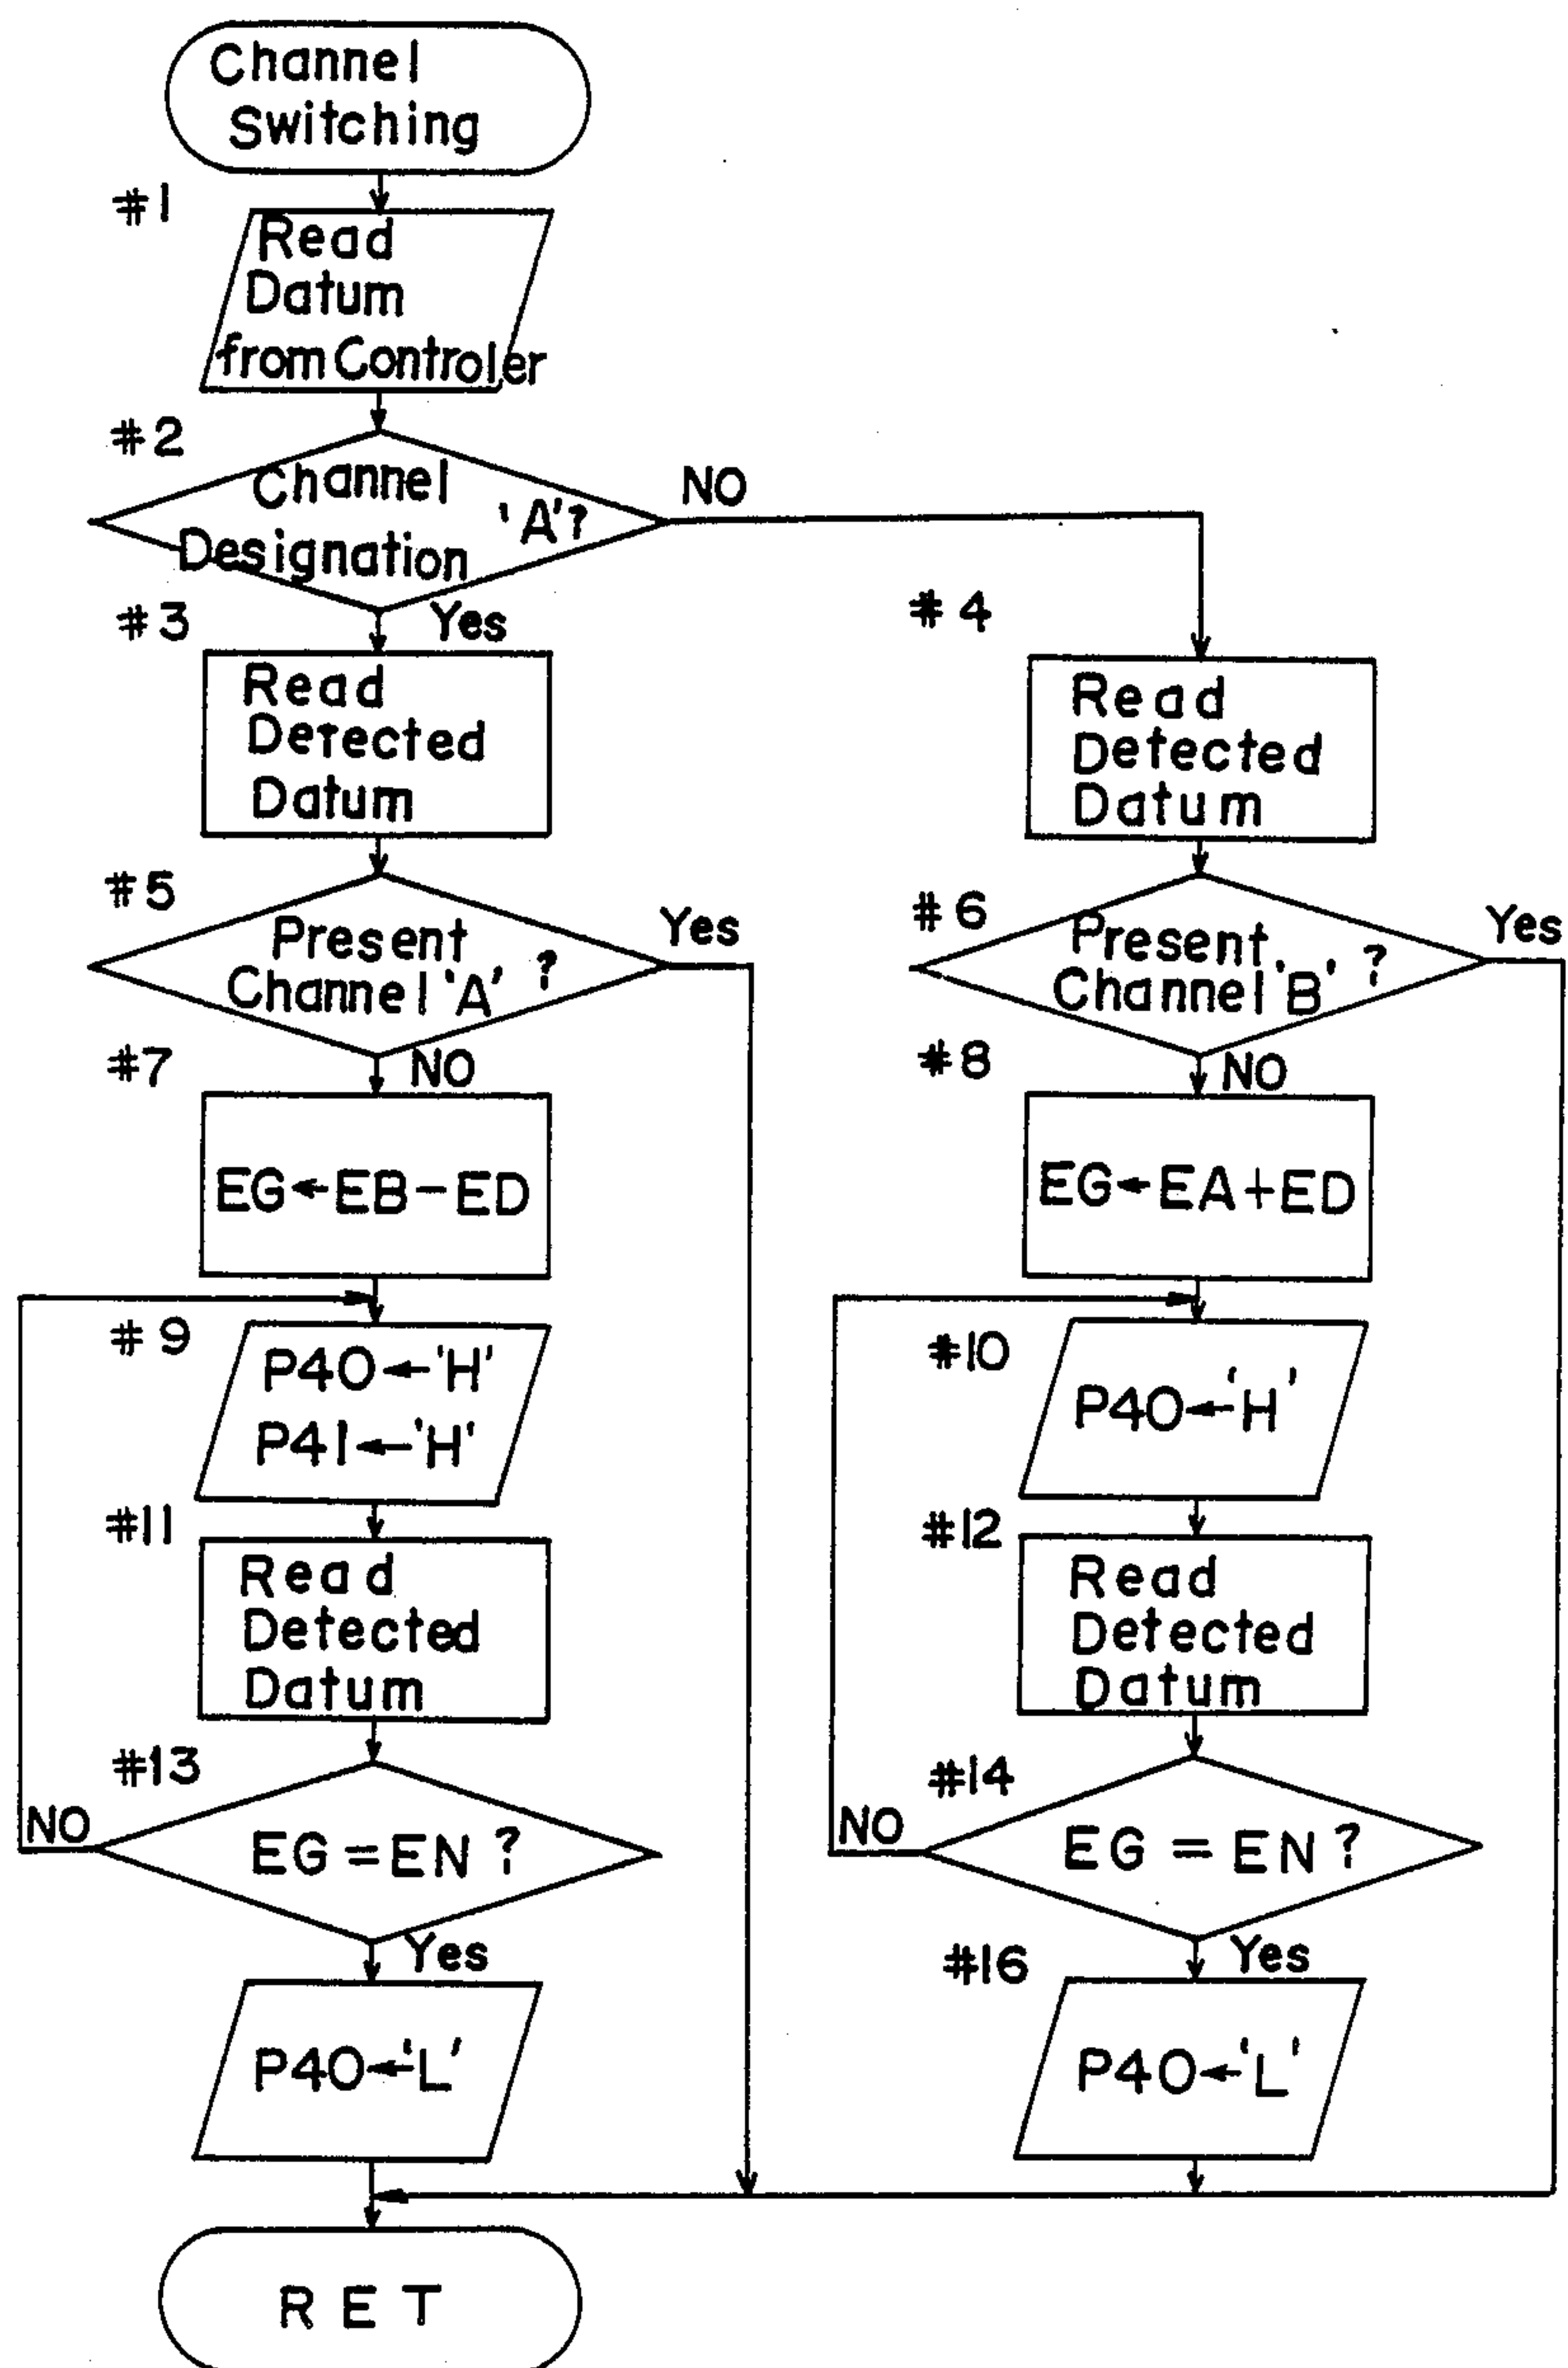 Channel
Switching
#1
Read
Datum
from Controler
#2
Channel
Designation 'A'?
NO
Yes
#3
Read
Detected
Datum
#4
Read
Detected
Datum
#5
Present
Channel 'A' ?
Yes
NO
#6
Present
Channel 'B' ?
Yes
NO
#7
EG←EB−ED
#8
EG←EA+ED
#9
P40←'H'
P41←'H'
#10
P40←'H'
#11
Read
Detected
Datum
#12
Read
Detected
Datum
#13
EG=EN?
NO
Yes
#14
EG = EN?
NO
Yes
P40←'L'
#16
P40←'L'
RET